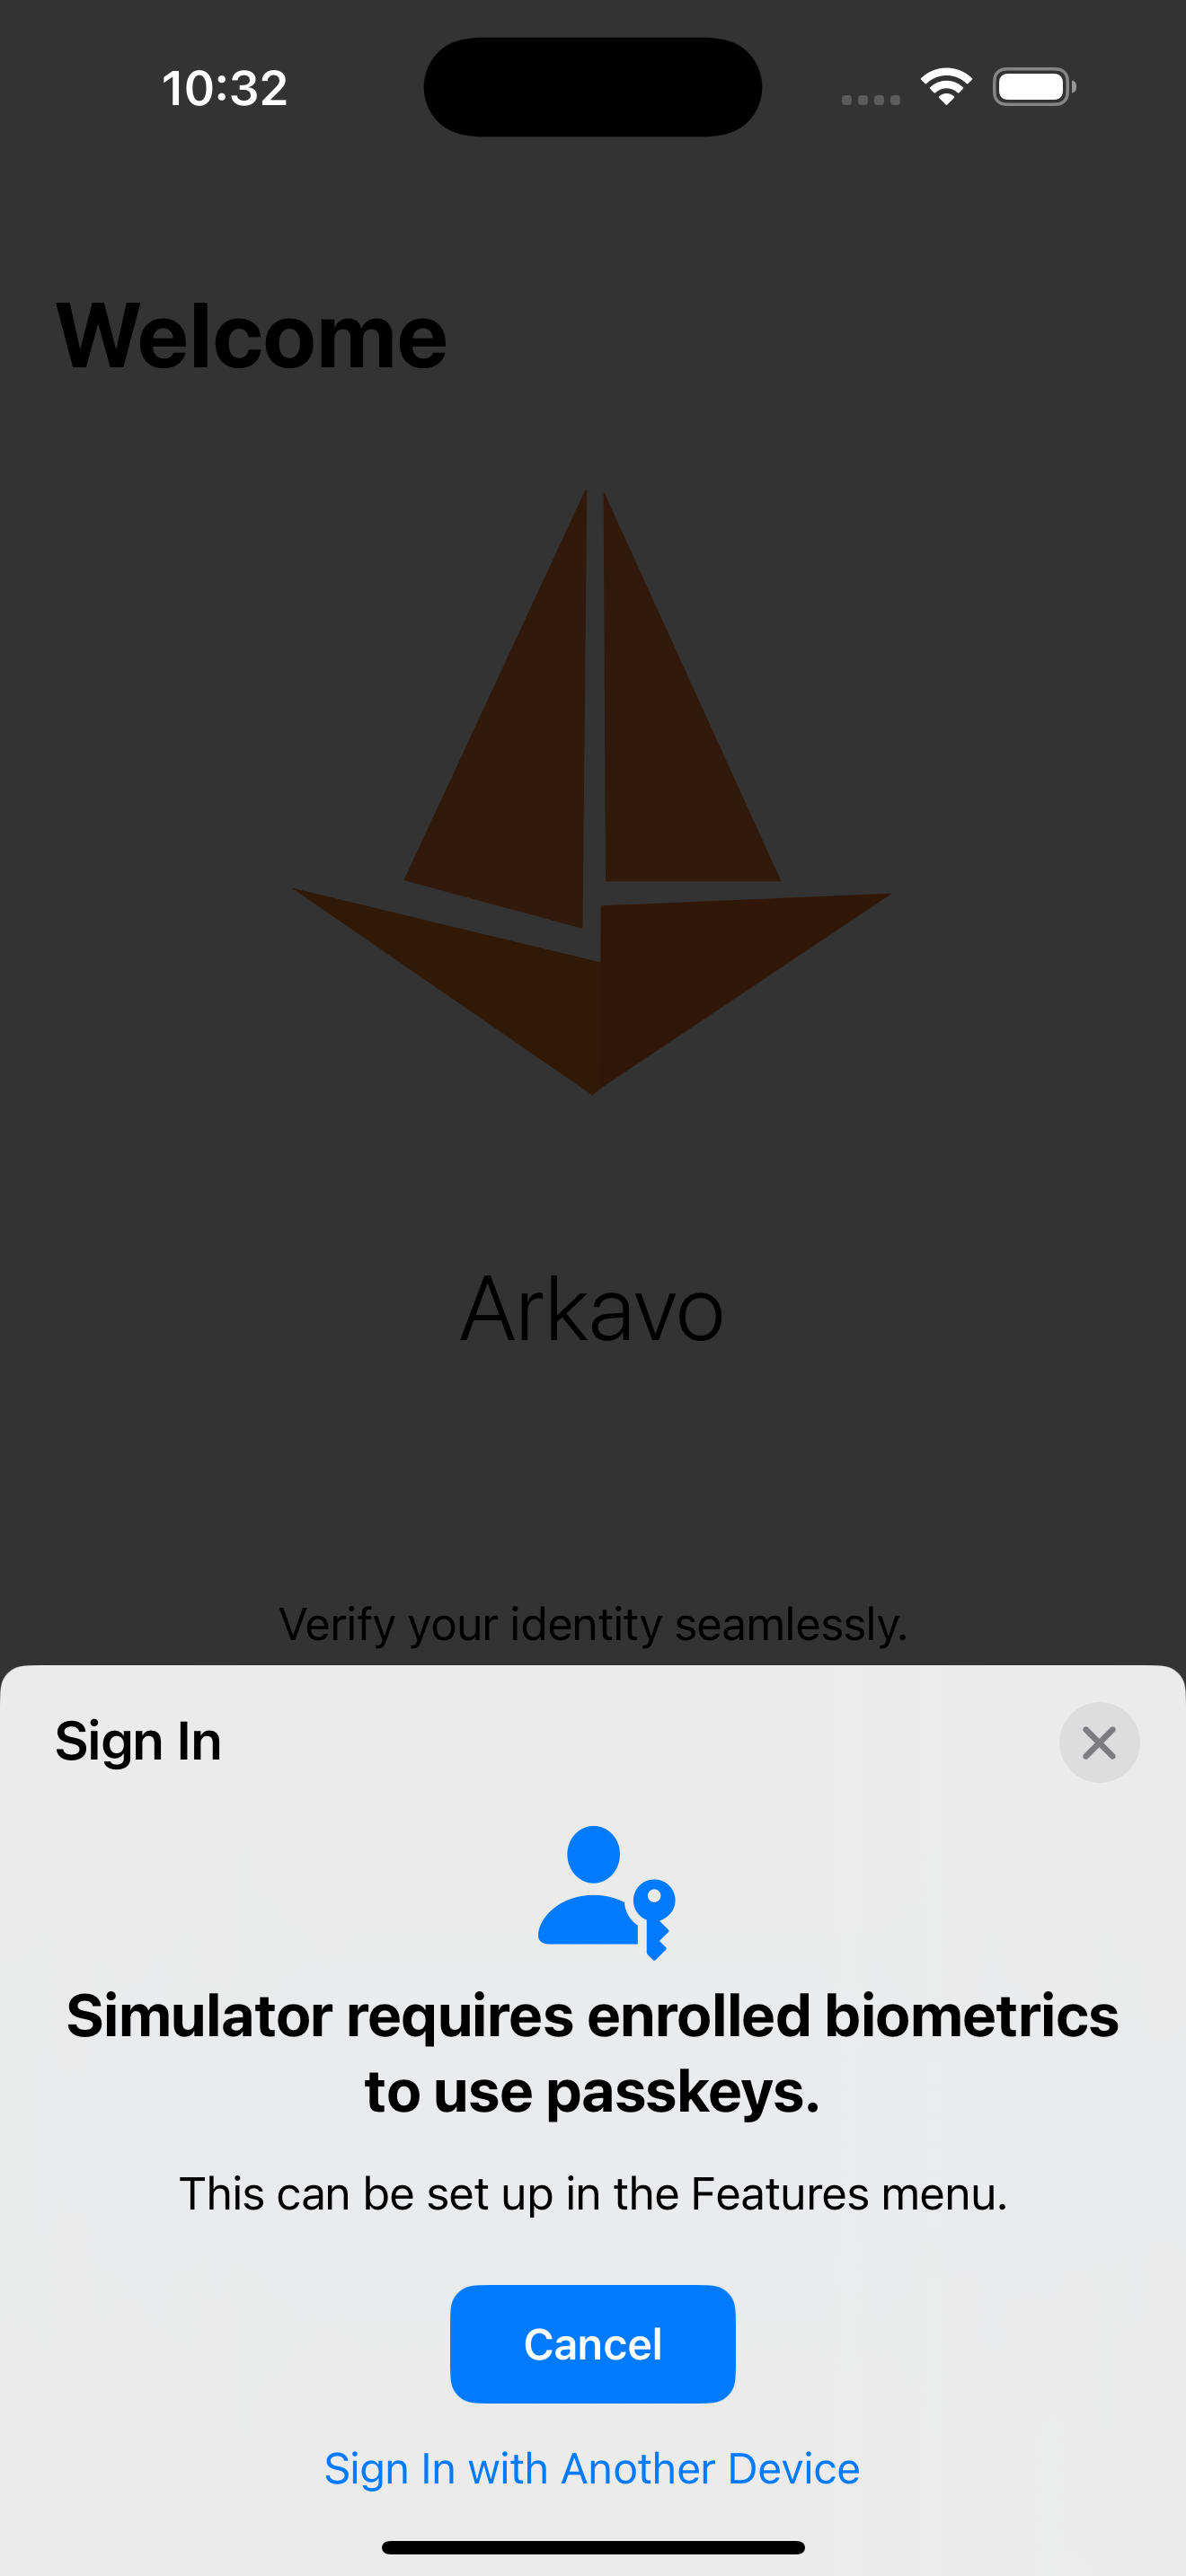 10:32
Welcome
Arkavo
Verify your identity seamlessly.
Sign In
Simulator requires enrolled biometrics
to use passkeys.
This can be set up in the Features menu.
Cancel
Sign In with Another Device